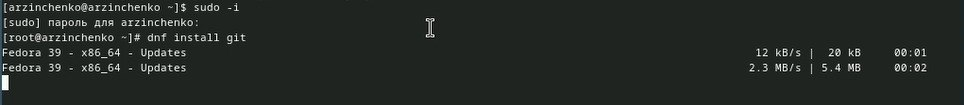 [arzinchenko@arzinchenko ~]$ sudo -i
[sudo] пароль для arzinchenko:
[root@arzinchenko ~]# dnf install git
Fedora 39 - x86_64 - Updates 12 kB/s | 20 kB 00:01
Fedora 39 - x86_64 - Updates 2.3 MB/s | 5.4 MB 00:02